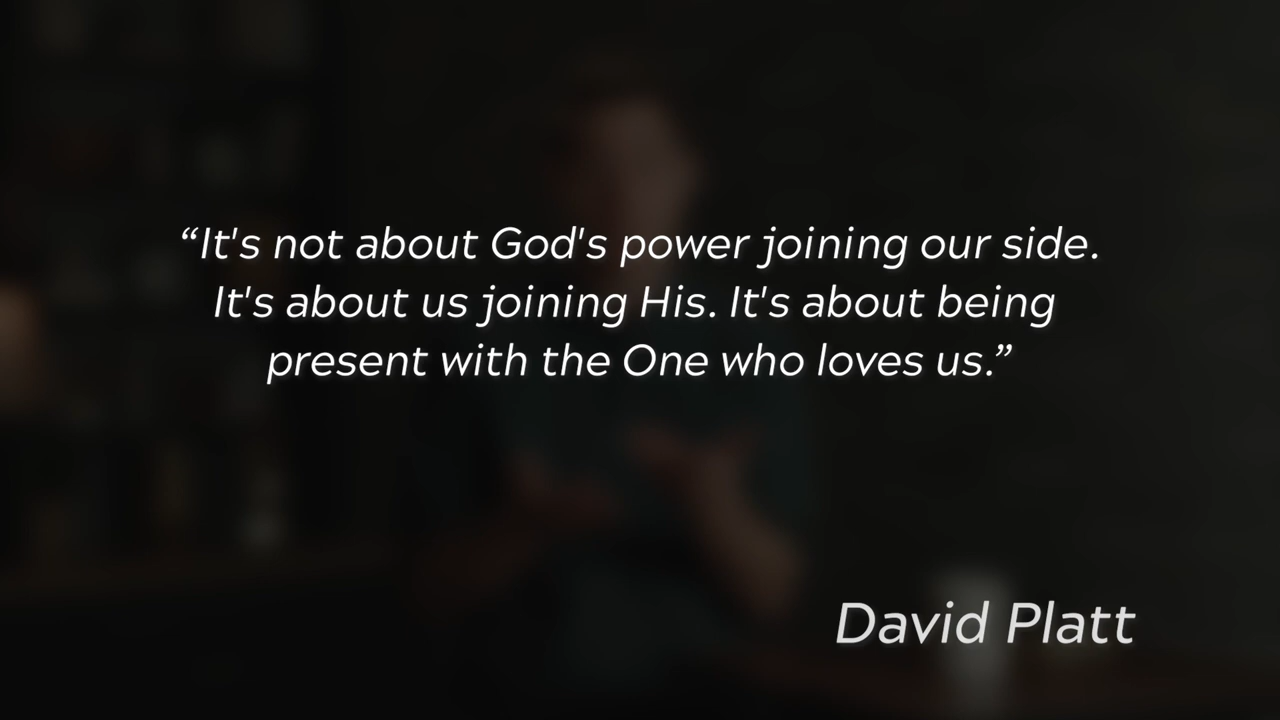 “It's not about God's power joining our side.
It's about us joining His. It's about being
present with the One who loves us.”
David Platt